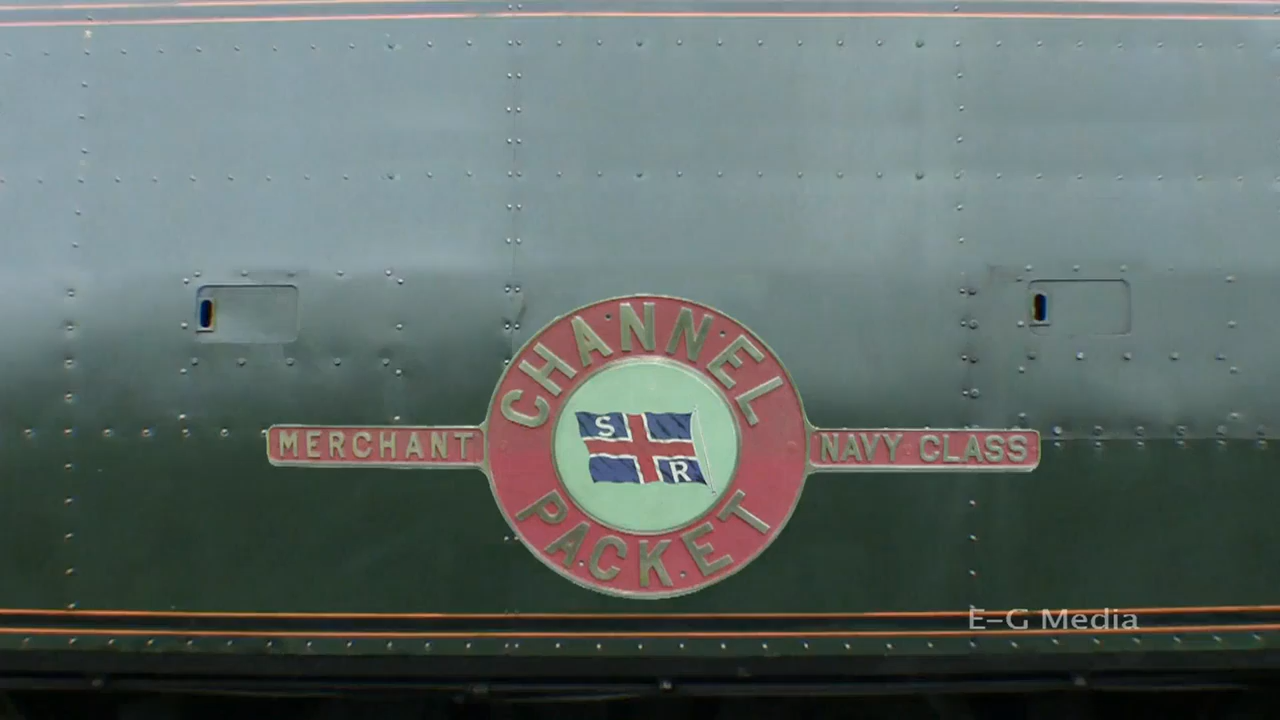 CHANNEL
MERCHANT
S
R
NAVY CLASS
PACKET
E-G Media